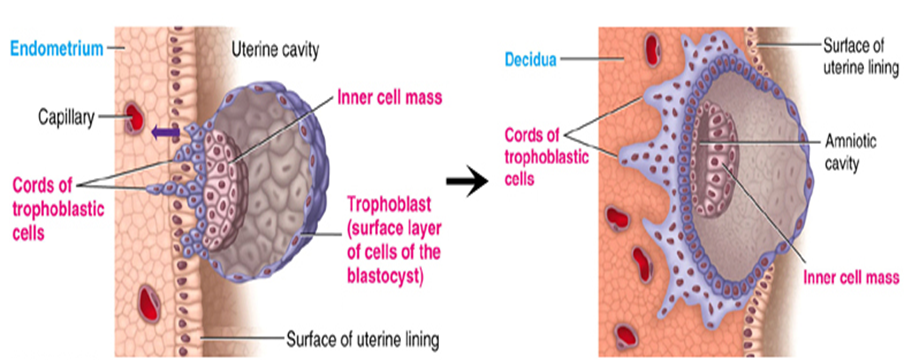 Endometrium
Uterine cavity
Capillary
Inner cell mass
Cords of
trophoblastic
cells
Trophoblast
(surface layer
of cells of the
blastocyst)
Surface of uterine lining
Decidua
Surface of
uterine lining
Cords of
trophoblastic
cells
Amniotic
cavity
Inner cell mass